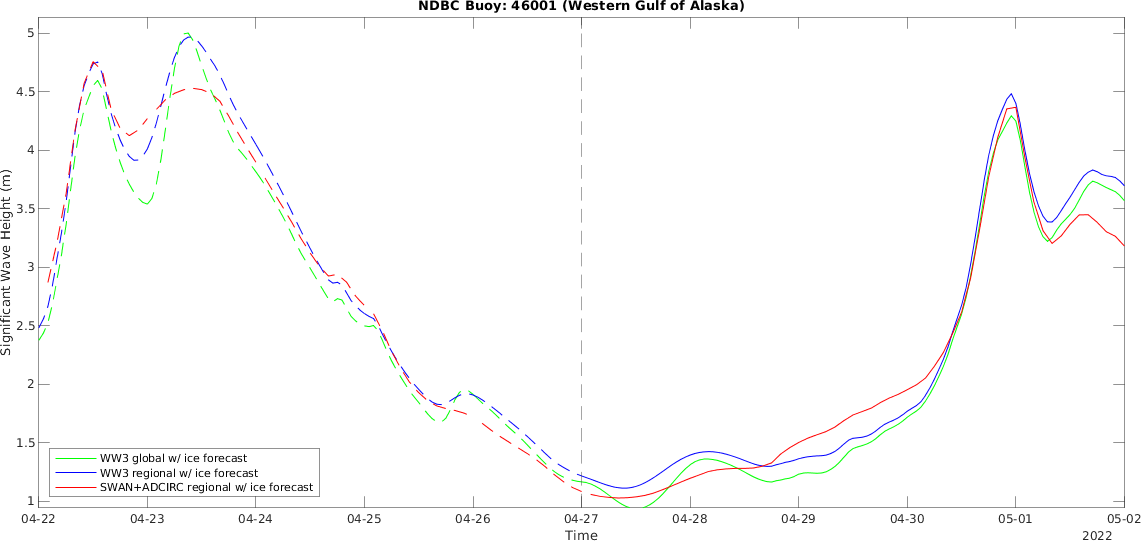 NDBC Buoy: 46001 (Western Gulf of Alaska)
Significant Wave Height (m)
5
4.5
4
3.5
3
2.5
2
1.5
1
WW3 global w/ ice forecast
WW3 regional w/ ice forecast
SWAN+ADCIRC regional w/ ice forecast
04-22 04-23 04-24 04-25 04-26 04-27 04-28 04-29 04-30 05-01 05-02
Time
2022